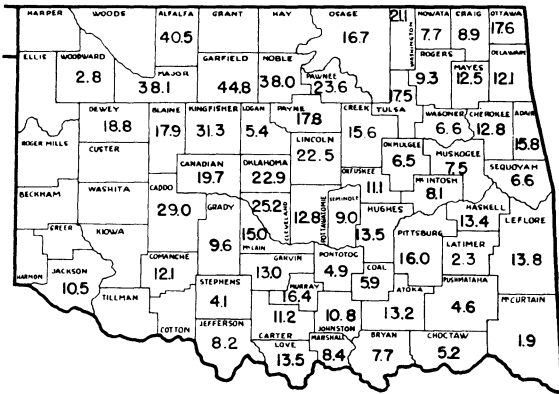 HARPER WOODS ALFALFA GRANT HAY OSAGE 21.1 NOWATA CRAIG OTTAWA
40.5 16.7 WASHINGTON 7.7 8.9 17.6
ELLIS WOODWARD MAJOR GARFIELD NOBLE PAWNEE ROGERS MAYES DELAWARE
2.8 38.1 44.8 38.0 23.6 17.5 9.3 12.5 12.1
DEWEY BLAINE KINGFISHER LOGAN PAYNE CREEK TULSA WAGONER CHEROKEE ADAIR
18.8 17.9 31.3 5.4 17.8 15.6 6.6 12.8 15.8
ROGER MILLS CUSTER LINCOLN OKMULGEE MUSKOGEE SEQUOYAH
22.5 6.5 7.5 6.6
CANADIAN OKLAHOMA OKFUSKEE McINTOSH
19.7 22.9 11.1 8.1
BECKHAM WASHITA CADDO GRADY CLEVELAND POTTAWATOMIE SEMINOLE HUGHES HASKELL LEFLORE
29.0 9.6 25.2 12.8 9.0 13.5 13.4 13.8
GREER KIOWA McLAIN PITTSBURG LATIMER
15.0 16.0 2.3
HARMON JACKSON COMANCHE GARVIN PONTOTOC COAL PUSHMATAHA McCURTAIN
10.5 12.1 13.0 4.9 5.9 4.6 1.9
TILLMAN STEPHENS MURRAY ATOKA
4.1 16.4 13.2
COTTON JEFFERSON CARTER JOHNSTON BRYAN CHOCTAW
8.2 11.2 10.8 7.7 5.2
LOVE MARSHALL
13.5 8.4